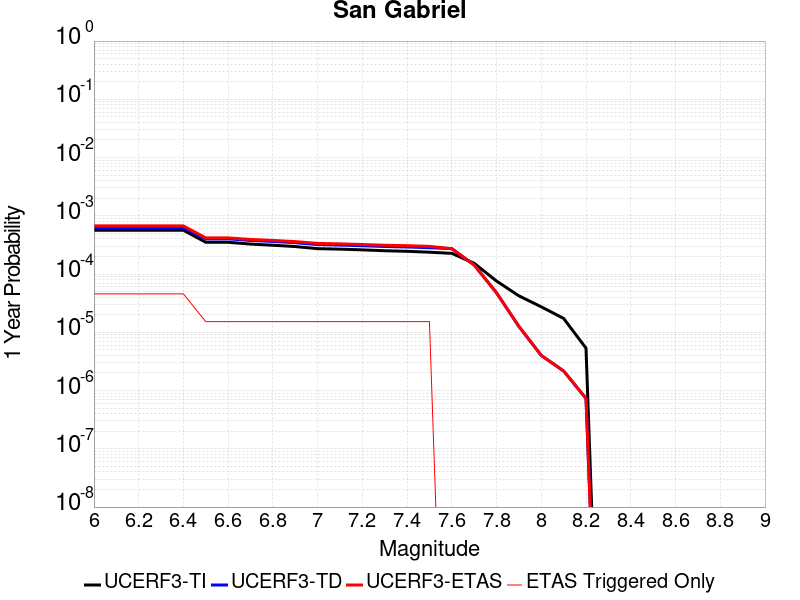 San Gabriel
1 Year Probability
10^0
10^-1
10^-2
10^-3
10^-4
10^-5
10^-6
10^-7
10^-8
6 6.2 6.4 6.6 6.8 7 7.2 7.4 7.6 7.8 8 8.2 8.4 8.6 8.8 9
Magnitude
UCERF3-TI UCERF3-TD UCERF3-ETAS ETAS Triggered Only